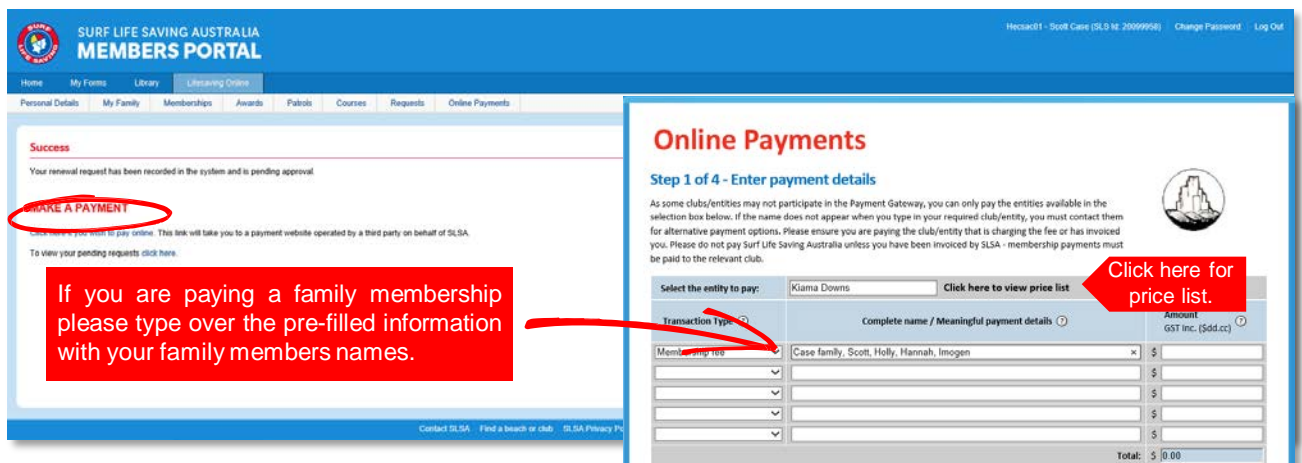 SURF LIFE SAVING AUSTRALIA
MEMBERS PORTAL
Hecsac01 - Scott Case (SLS Id: 20099958) Change Password Log Out
Home My Forms Library Lifesaving Online
Personal Details My Family Memberships Awards Patrols Courses Requests Online Payments
Success
Your renewal request has been recorded in the system and is pending approval.
MAKE A PAYMENT
Click here if you wish to pay online. This link will take you to a payment website operated by a third party on behalf of SLSA.
To view your pending requests click here.
If you are paying a family membership
please type over the pre-filled information
with your family members names.
Contact SLSA Find a beach or club SLSA Privacy
Online Payments
Step 1 of 4 - Enter payment details
As some clubs/entities may not participate in the Payment Gateway, you can only pay the entities available in the
selection box below. If the name does not appear when you type in your required club/entity, you must contact them
for alternative payment options. Please ensure you are paying the club/entity that is charging the fee or has invoiced
you. Please do not pay Surf Life Saving Australia unless you have been invoiced by SLSA - membership payments must
be paid to the relevant club.
Click here for
price list.
Select the entity to pay: Kiama Downs Click here to view price list
Transaction Type ? Complete name / Meaningful payment details ? Amount ?
GST inc. ($dd.cc)
Membership fee Case family, Scott, Holly, Hannah, Imogen × $
$
$
$
$
Total: $ 0.00